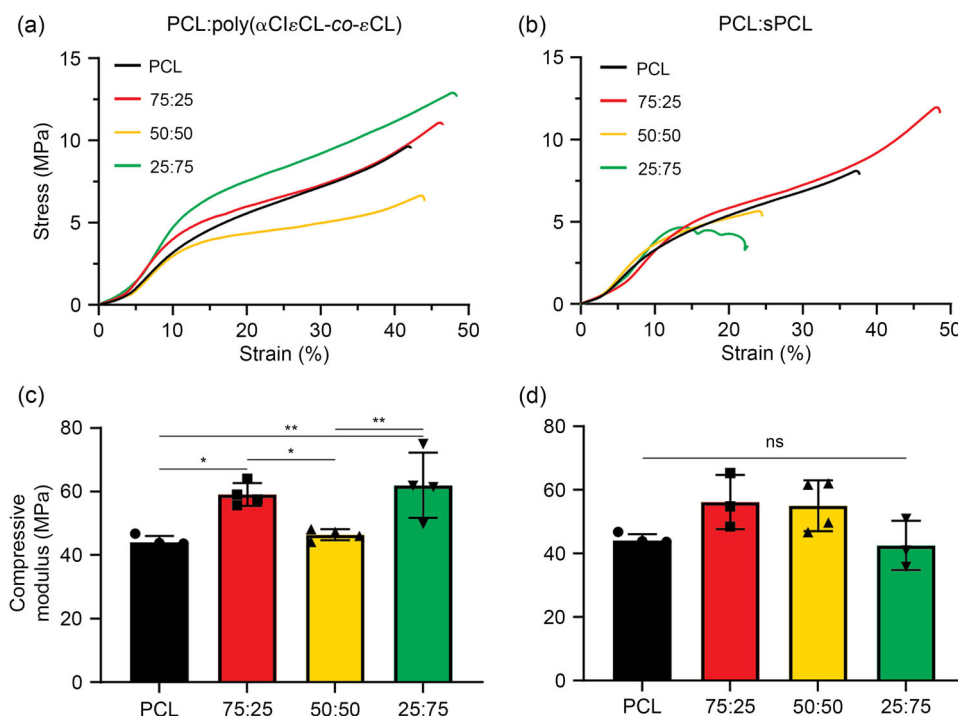 (a) PCL:poly(αClεCL-co-εCL)
15
10
5
0
Stress (MPa)
PCL
75:25
50:50
25:75
0 10 20 30 40 50
Strain (%)
(b) PCL:sPCL
15
10
5
0
PCL
75:25
50:50
25:75
0 10 20 30 40 50
Strain (%)
(c)
80
60
40
20
0
Compressive
modulus (MPa)
**
**
*
*
PCL 75:25 50:50 25:75
(d)
80
60
40
20
0
ns
PCL 75:25 50:50 25:75